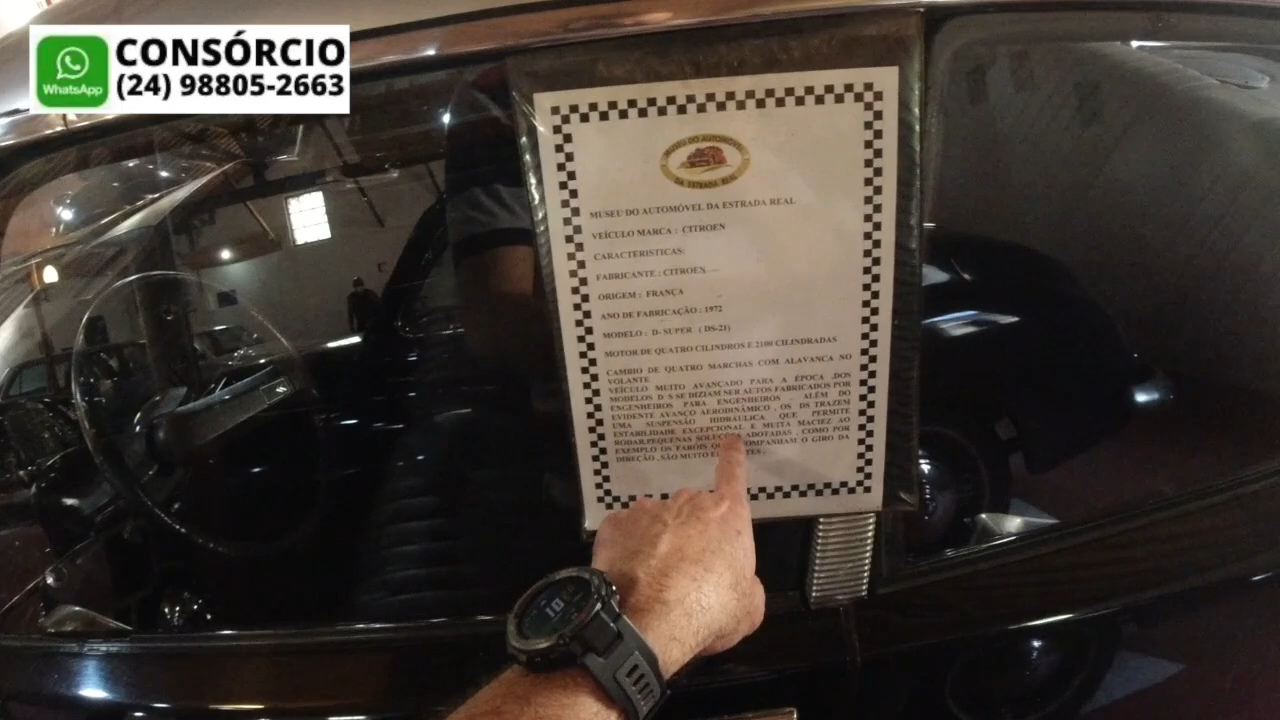 CONSÓRCIO
WhatsApp
(24) 98805-2663
MUSEU DO AUTOMÓVEL
DA ESTRADA REAL
MUSEU DO AUTOMÓVEL DA ESTRADA REAL
VEÍCULO MARCA : CITROEN
CARACTERISTICAS:
FABRICANTE : CITROEN
ORIGEM : FRANÇA
ANO DE FABRICAÇÃO : 1972
MODELO : D- SUPER ( DS-21)
MOTOR DE QUATRO CILINDROS E 2100 CILINDRADAS
CAMBIO DE QUATRO MARCHAS COM ALAVANCA NO
VOLANTE
VEÍCULO MUITO AVANÇADO PARA A ÉPOCA .DOS
MODELOS D S SE DIZIAM SER AUTOS FABRICADOS POR
ENGENHEIROS PARA ENGENHEIROS . ALÉM DO
EVIDENTE AVANÇO AERODINÂMICO , OS DS TRAZEM
UMA SUSPENSÃO HIDRÁULICA QUE PERMITE
ESTABILIDADE EXCEPCIONAL E MUITA MACIEZ AO
RODAR.PEQUENAS SOLUÇÕES ADOTADAS , COMO POR
EXEMPLO OS FARÓIS O GIRO DA
DIREÇÃO , SÃO MUITO
10